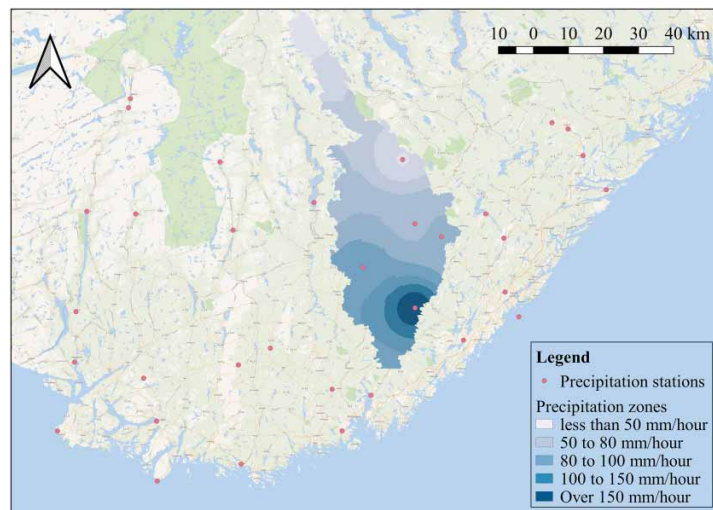 10 0 10 20 30 40 km
Legend
Precipitation stations
Precipitation zones
less than 50 mm/hour
50 to 80 mm/hour
80 to 100 mm/hour
100 to 150 mm/hour
Over 150 mm/hour